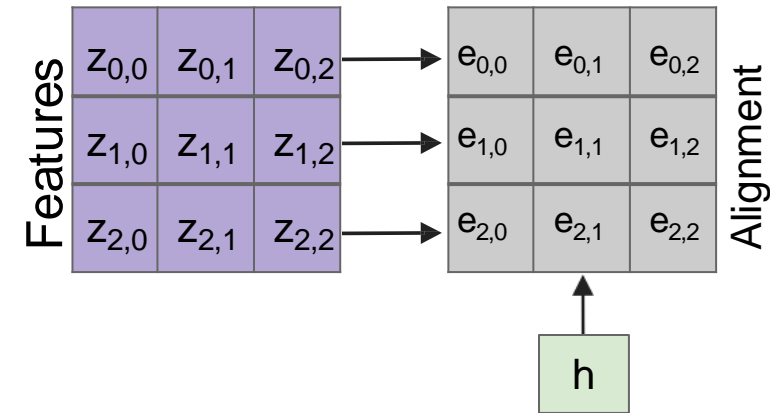 Features
z0,0 z0,1 z0,2
z1,0 z1,1 z1,2
z2,0 z2,1 z2,2
e0,0 e0,1 e0,2
e1,0 e1,1 e1,2
e2,0 e2,1 e2,2
Alignment
h